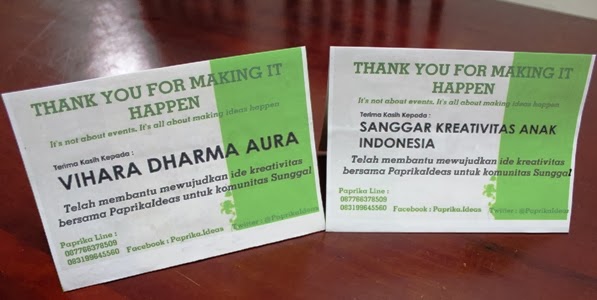 THANK YOU FOR MAKING IT
HAPPEN
It's not about events. It's all about making ideas happen
Terima Kasih Kepada :
VIHARA DHARMA AURA
Telah membantu mewujudkan ide kreativitas
bersama PaprikaIdeas untuk komunitas Sunggal
Paprika Line :
087766378509
083199645560
Facebook : Paprika.Ideas
Twitter : @PaprikaIdeas
THANK YOU FOR MAKING IT
HAPPEN
It's not about events. It's all about making ideas happen
Terima Kasih Kepada :
SANGGAR KREATIVITAS ANAK
INDONESIA
Telah membantu mewujudkan ide kreativitas
bersama PaprikaIdeas untuk komunitas Sunggal
Paprika Line :
087766378509
083199645560
Facebook : Paprika.Ideas
Twitter : @PaprikaIdeas